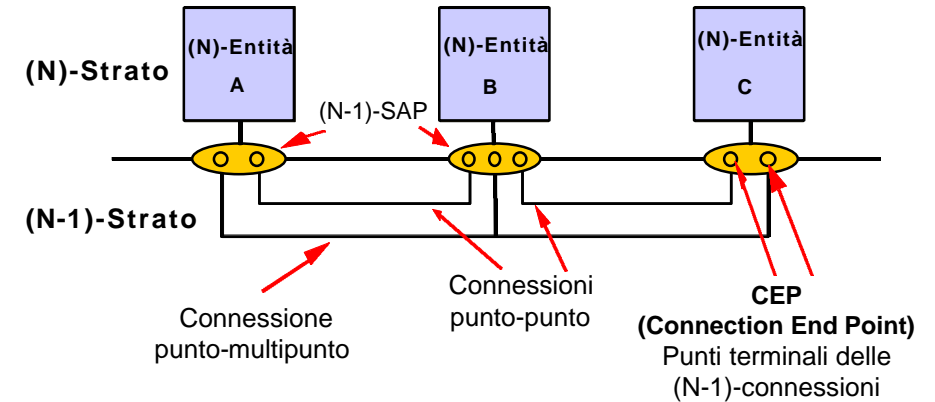 (N)-Entità
A
(N)-Entità
B
(N)-Entità
C
(N)-Strato
(N-1)-SAP
(N-1)-Strato
Connessione
punto-multipunto
Connessioni
punto-punto
CEP
(Connection End Point)
Punti terminali delle
(N-1)-connessioni